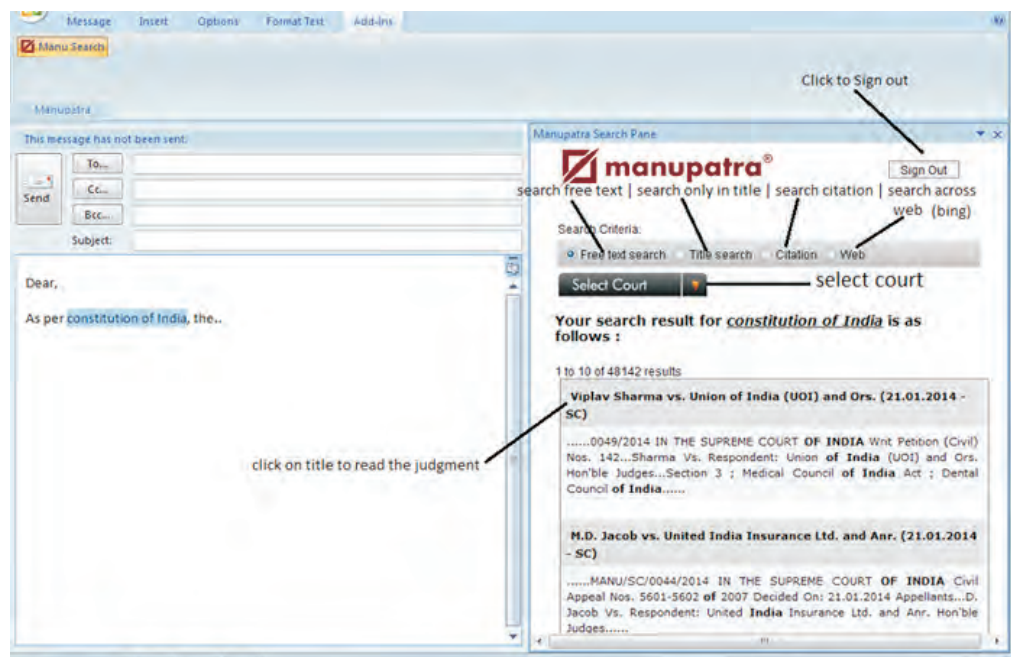 Message Insert Options Format Text Add-Ins
Manu Search
Manupatra
Click to Sign out
This message has not been sent.
To...
Send
Cc...
Bcc...
Subject:
Dear,
As per constitution of India, the..
click on title to read the judgment
Manupatra Search Pane
manupatra®
Sign Out
search free text | search only in title | search citation | search across
web (bing)
Search Criteria:
Free text search Title search Citation Web
Select Court
select court
Your search result for constitution of India is as
follows :
1 to 10 of 48142 results
Viplav Sharma vs. Union of India (UOI) and Ors. (21.01.2014 -
SC)
......0049/2014 IN THE SUPREME COURT OF INDIA Writ Petition (Civil)
Nos. 142...Sharma Vs. Respondent: Union of India (UOI) and Ors.
Hon'ble Judges...Section 3 ; Medical Council of India Act ; Dental
Council of India......
M.D. Jacob vs. United India Insurance Ltd. and Anr. (21.01.2014
- SC)
......MANU/SC/0044/2014 IN THE SUPREME COURT OF INDIA Civil
Appeal Nos. 5601-5602 of 2007 Decided On: 21.01.2014 Appellants...D.
Jacob Vs. Respondent: United India Insurance Ltd. and Anr. Hon'ble
Judges......